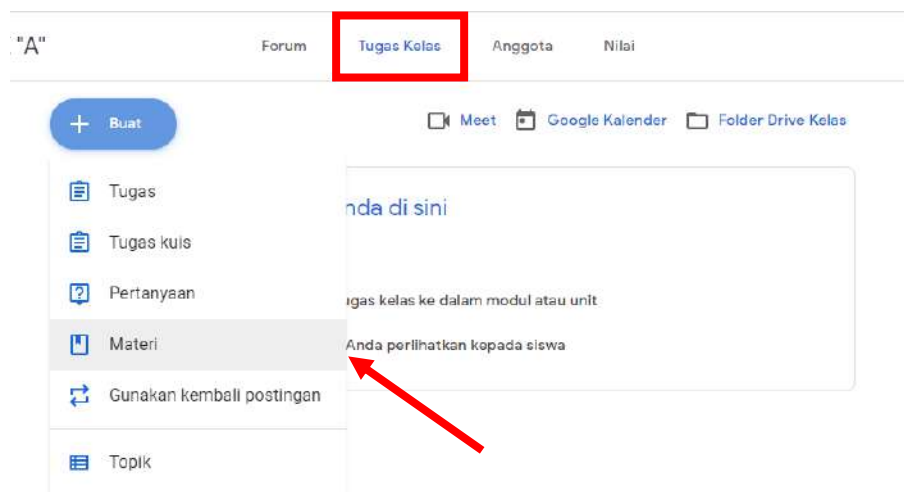 "A"
Forum Tugas Kelas Anggota Nilai
Buat
Meet Google Kalender Folder Drive Kelas
Tugas
nda di sini
Tugas kuis
Pertanyaan
ugas kelas ke dalam modul atau unit
Materi
Anda perlihatkan kepada siswa
Gunakan kembali postingan
Topik